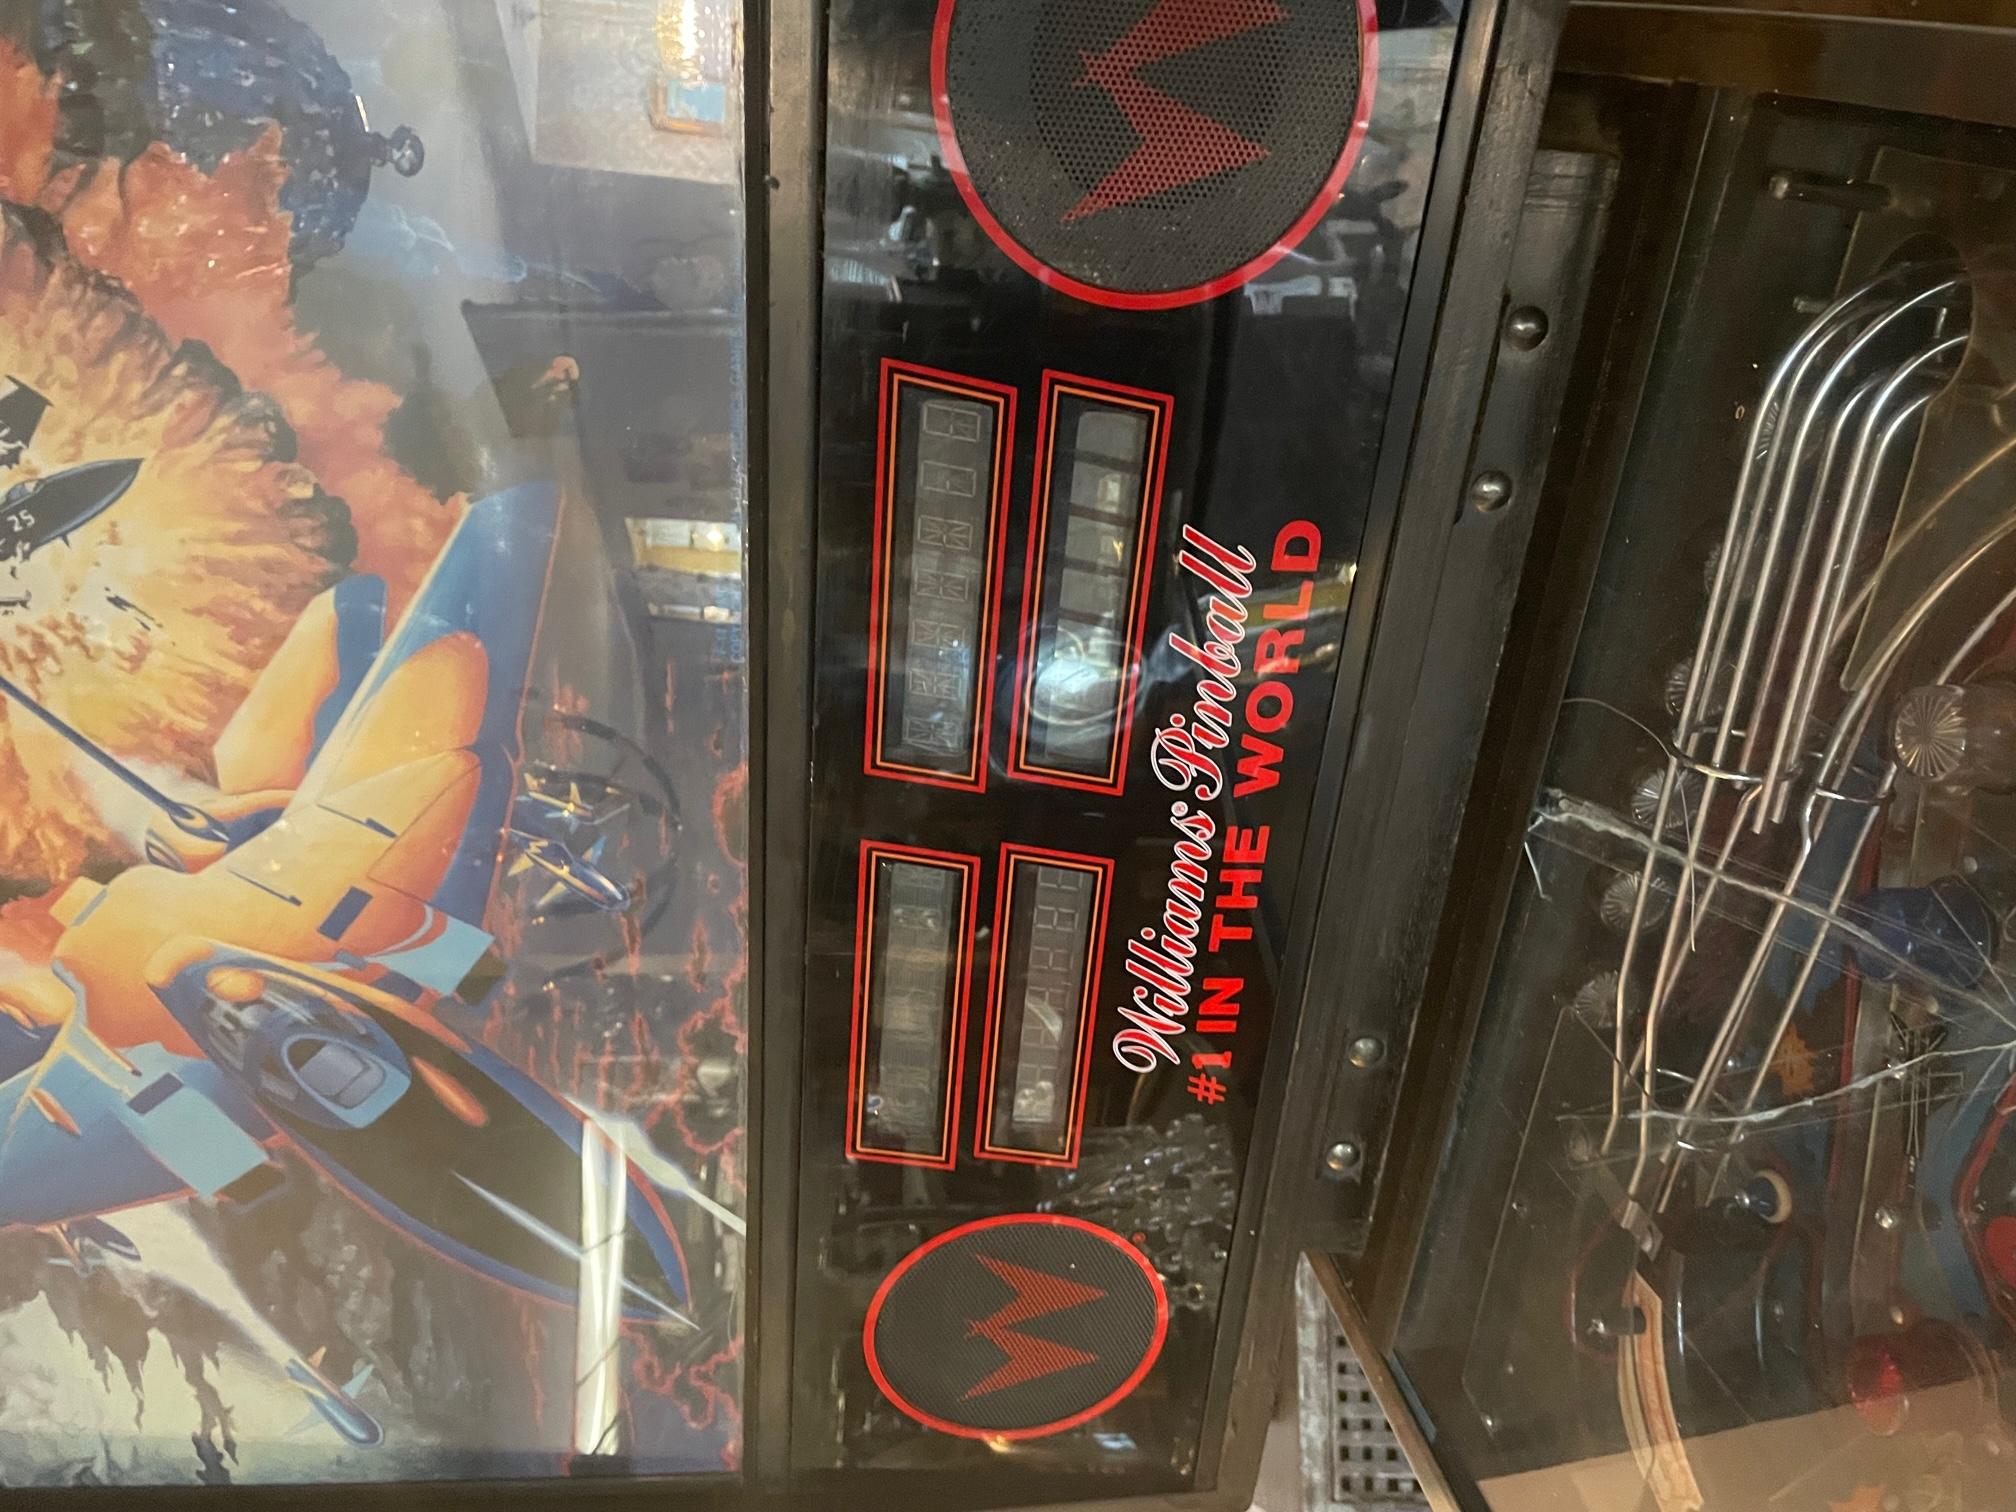 Williams® Pinball
#1 IN THE WORLD
25